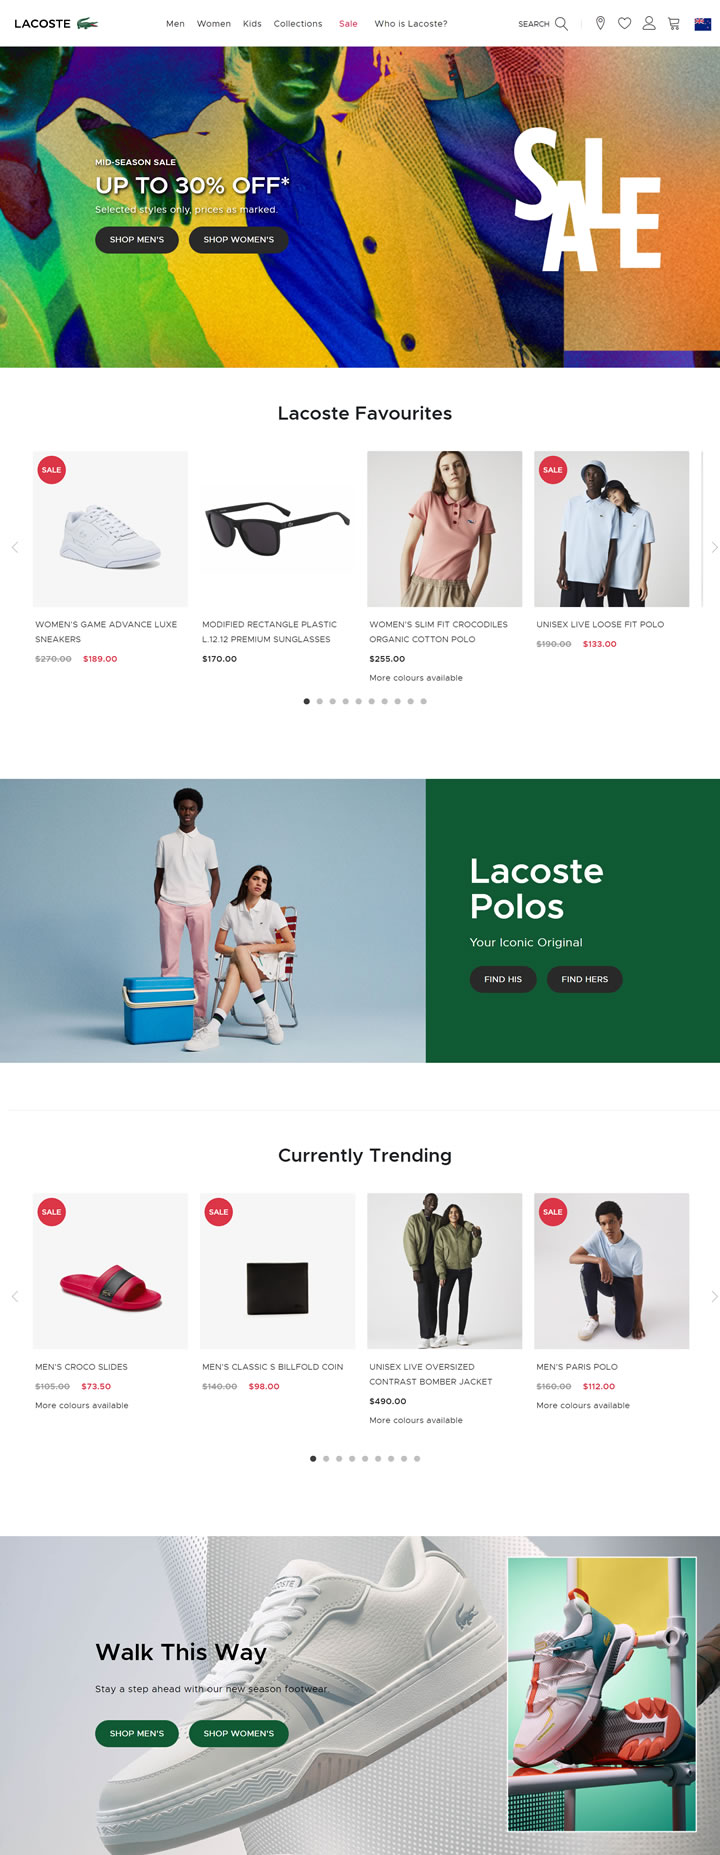 LACOSTE
Men Women Kids Collections Sale Who is Lacoste?
SEARCH
MID-SEASON SALE
UP TO 30% OFF*
Selected styles only, prices as marked.
SHOP MEN'S SHOP WOMEN'S
SALE
Lacoste Favourites
SALE
SALE
WOMEN'S GAME ADVANCE LUXE
SNEAKERS
$270.00 $189.00
MODIFIED RECTANGLE PLASTIC
L.12.12 PREMIUM SUNGLASSES
$170.00
WOMEN'S SLIM FIT CROCODILES
ORGANIC COTTON POLO
$255.00
More colours available
UNISEX LIVE LOOSE FIT POLO
$190.00 $133.00
Lacoste
Polos
Your Iconic Original
FIND HIS FIND HERS
Currently Trending
SALE
SALE
SALE
MEN'S CROCO SLIDES
$105.00 $73.50
More colours available
MEN'S CLASSIC S BILLFOLD COIN
$140.00 $98.00
UNISEX LIVE OVERSIZED
CONTRAST BOMBER JACKET
$490.00
More colours available
MEN'S PARIS POLO
$160.00 $112.00
More colours available
LACOSTE
Walk This Way
Stay a step ahead with our new season footwear.
SHOP MEN'S SHOP WOMEN'S